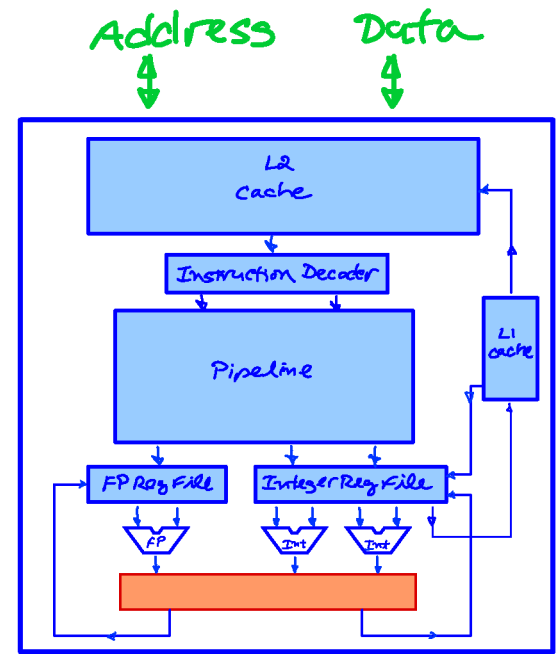 Address Data
L2
Cache
Instruction Decoder
L1
cache
Pipeline
FP Reg File
Integer Reg File
FP
Int
Int